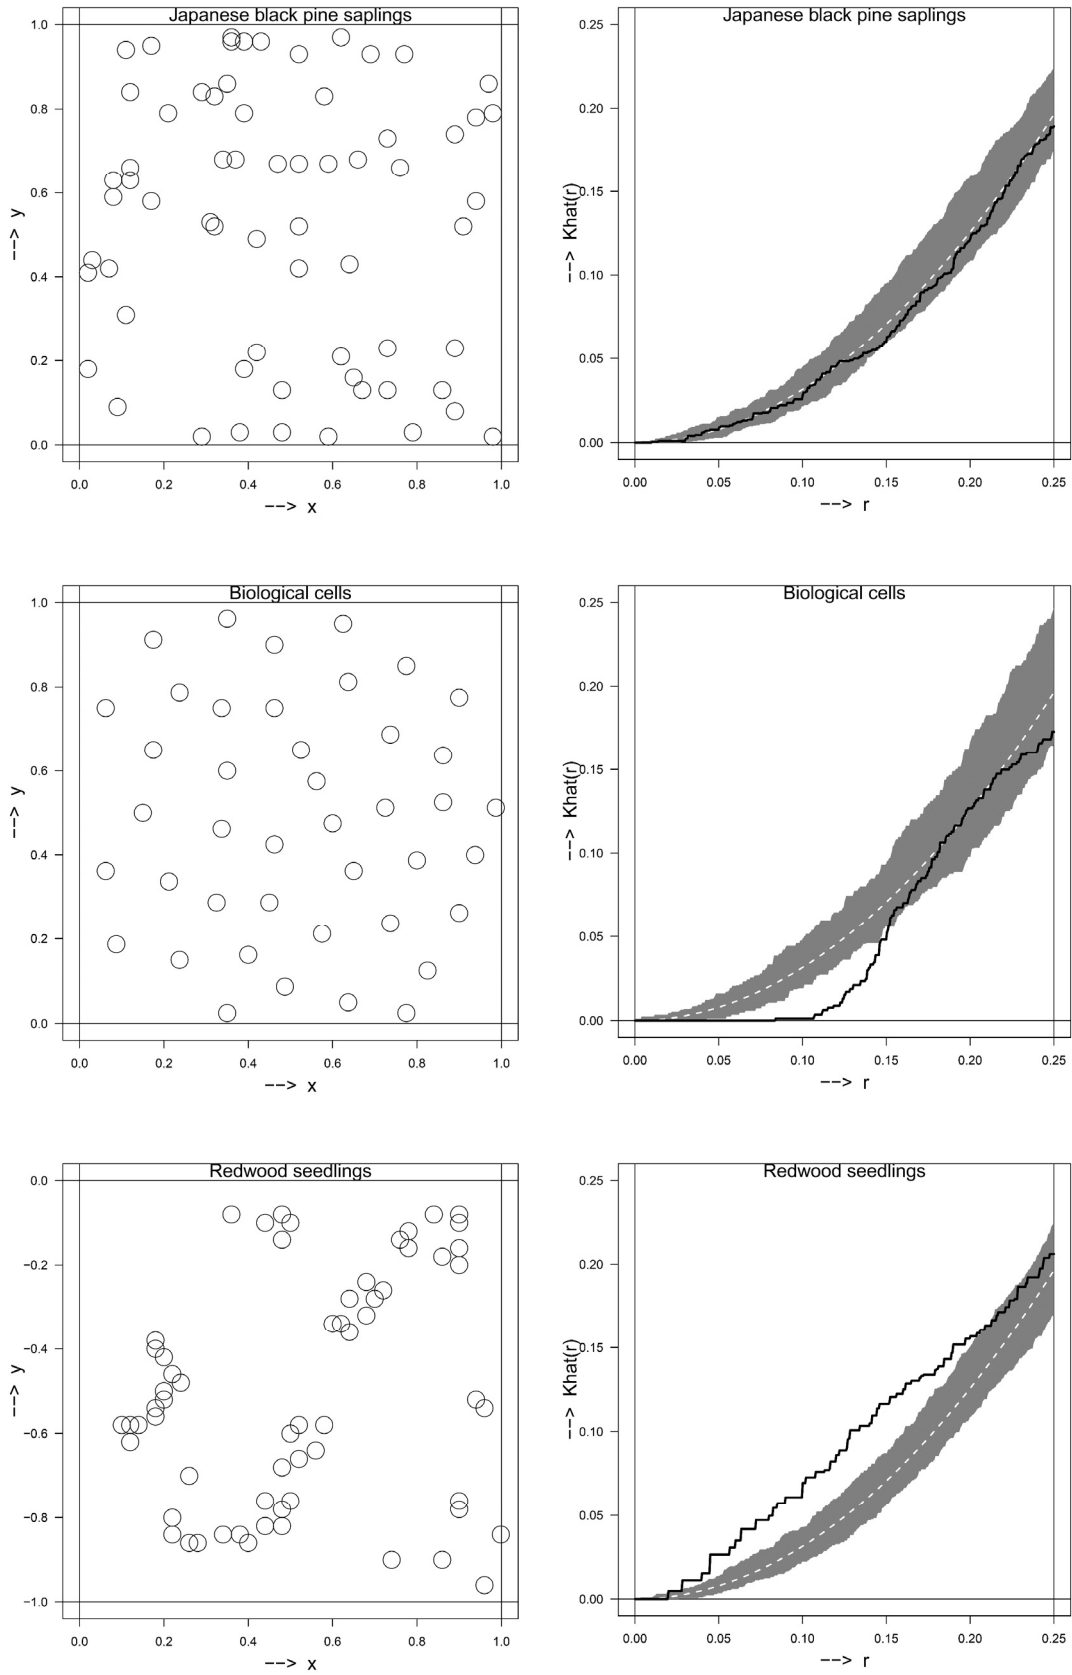 Japanese black pine saplings
1.0
0.8
0.6
0.4
0.2
0.0
--> y
0.0 0.2 0.4 0.6 0.8 1.0
--> x
Japanese black pine saplings
0.25
0.20
0.15
0.10
0.05
0.00
--> Khat(r)
0.00 0.05 0.10 0.15 0.20 0.25
--> r
Biological cells
1.0
0.8
0.6
0.4
0.2
0.0
--> y
0.0 0.2 0.4 0.6 0.8 1.0
--> x
Biological cells
0.25
0.20
0.15
0.10
0.05
0.00
--> Khat(r)
0.00 0.05 0.10 0.15 0.20 0.25
--> r
Redwood seedlings
0.0
−0.2
−0.4
−0.6
−0.8
−1.0
--> y
0.0 0.2 0.4 0.6 0.8 1.0
--> x
Redwood seedlings
0.25
0.20
0.15
0.10
0.05
0.00
--> Khat(r)
0.00 0.05 0.10 0.15 0.20 0.25
--> r